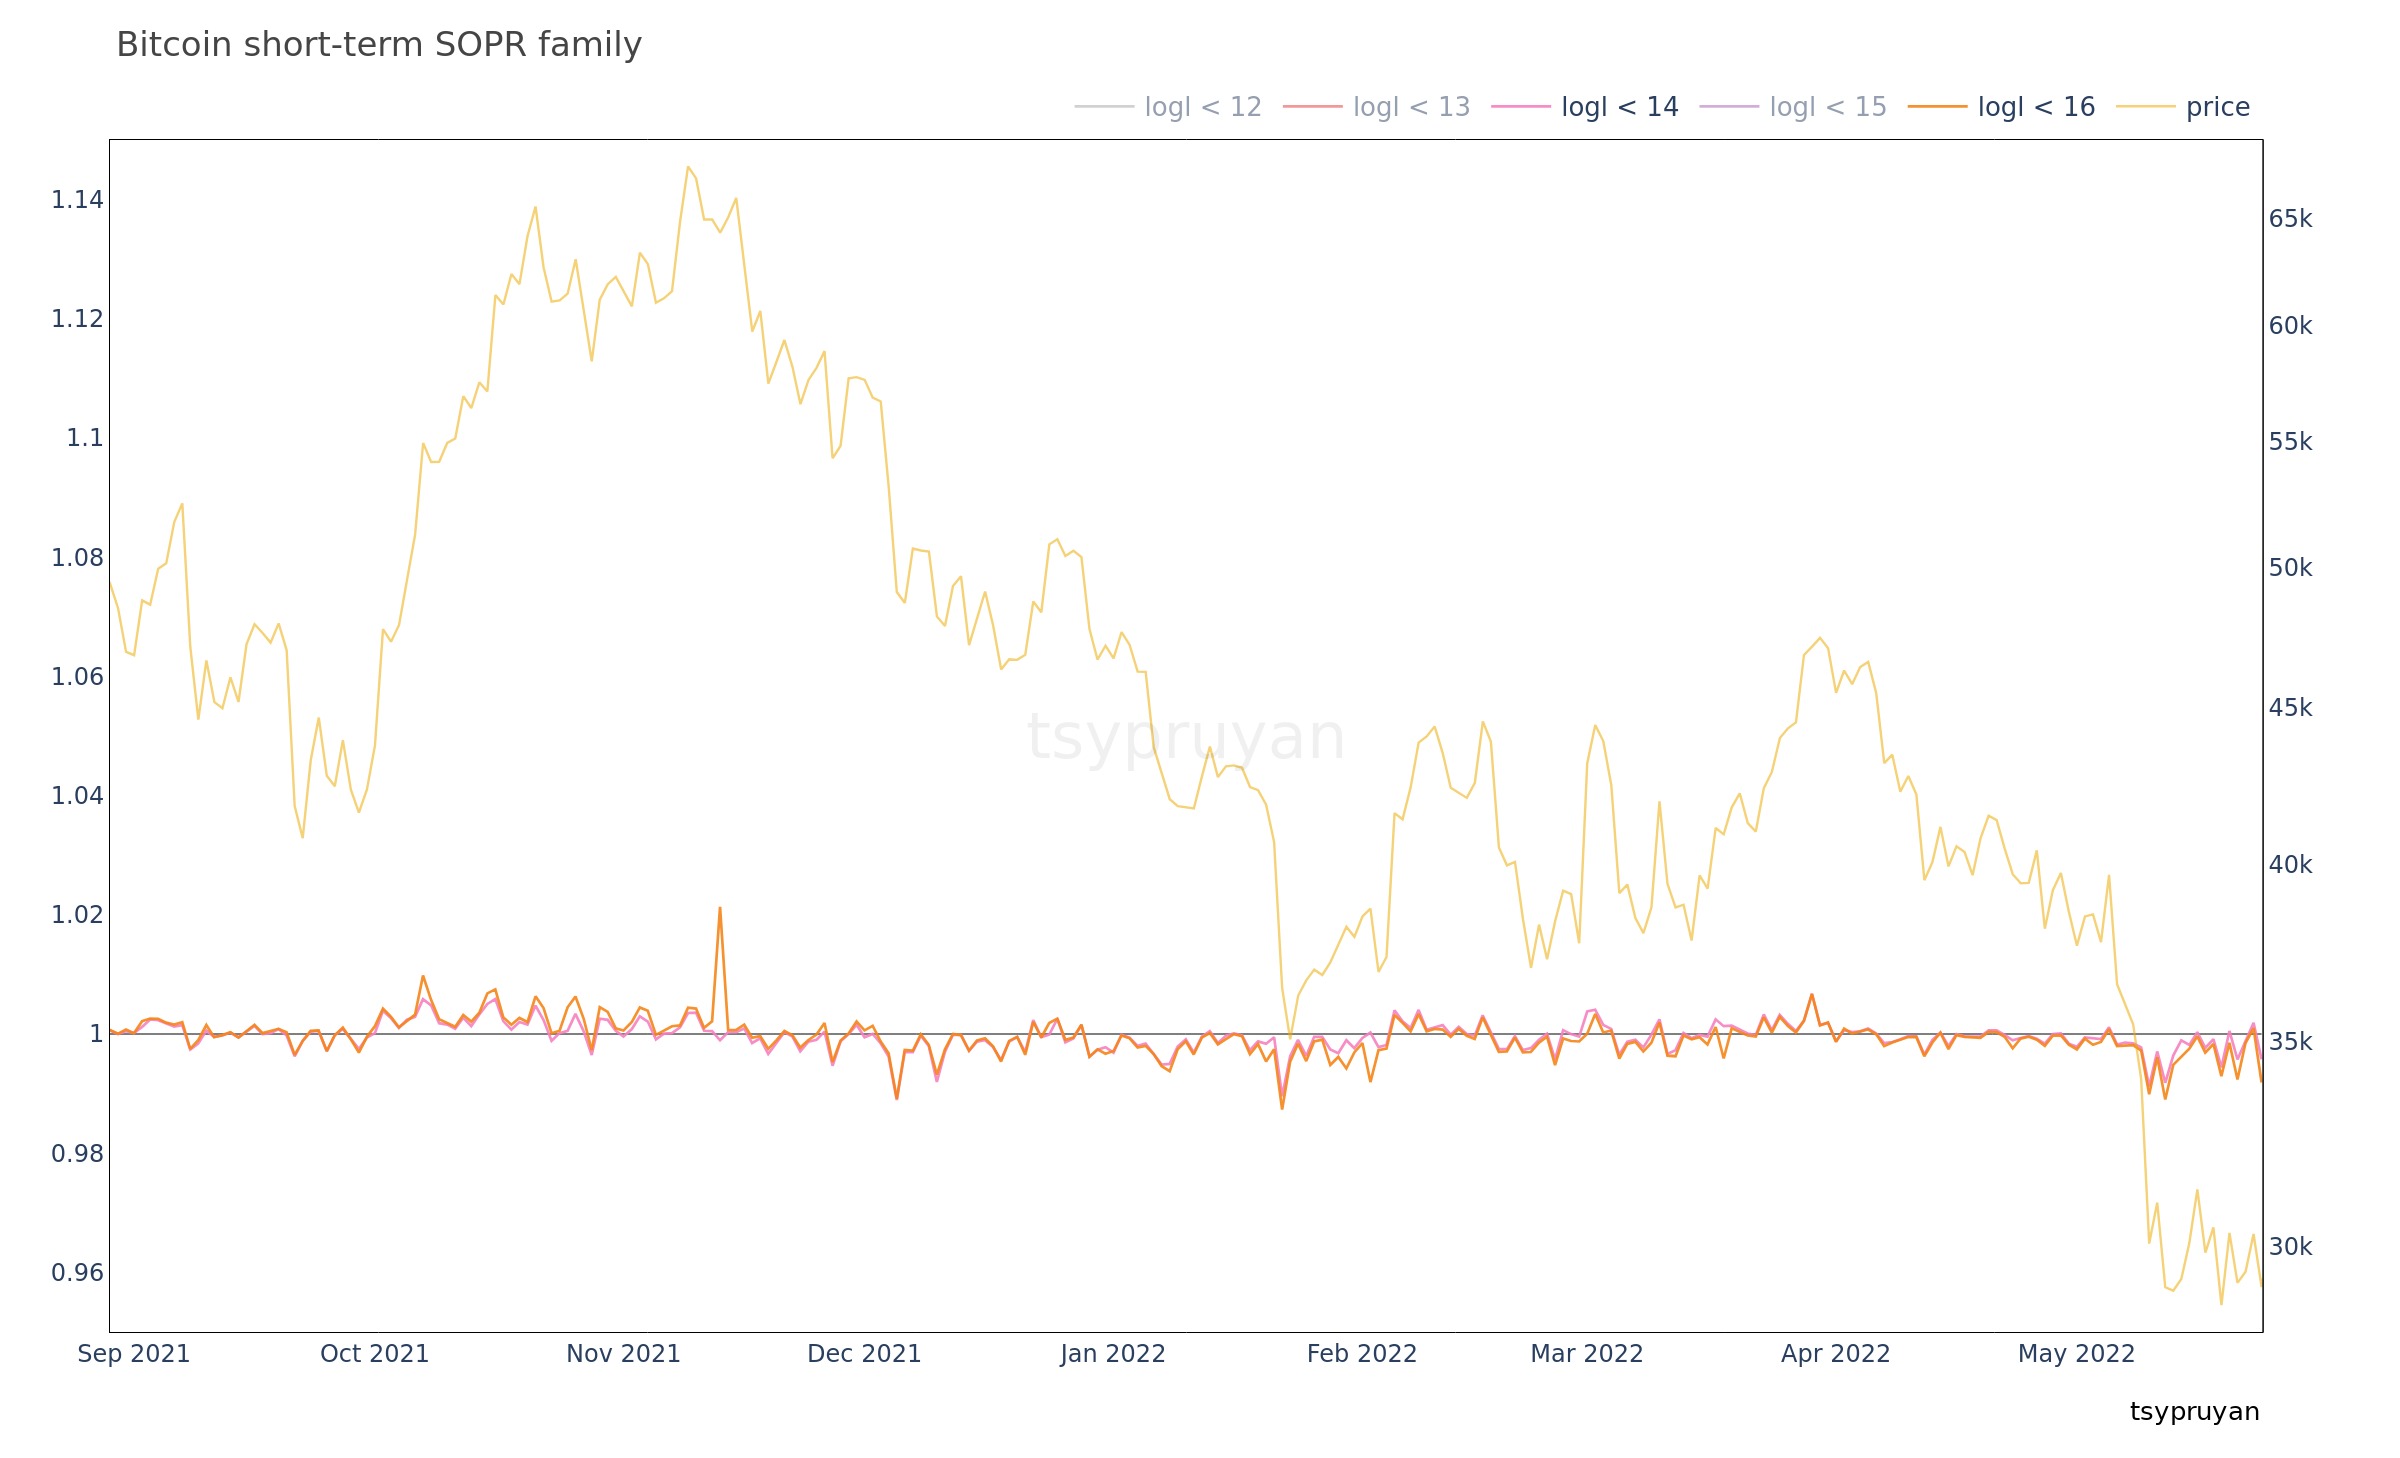 Bitcoin short-term SOPR family
logl < 12 logl < 13 logl < 14 logl < 15 logl < 16 price
1.14
65k
1.12
60k
1.1
55k
1.08
50k
1.06
45k
tsypruyan
1.04
40k
1.02
1
35k
0.98
30k
0.96
Sep 2021 Oct 2021 Nov 2021 Dec 2021 Jan 2022 Feb 2022 Mar 2022 Apr 2022 May 2022
tsypruyan